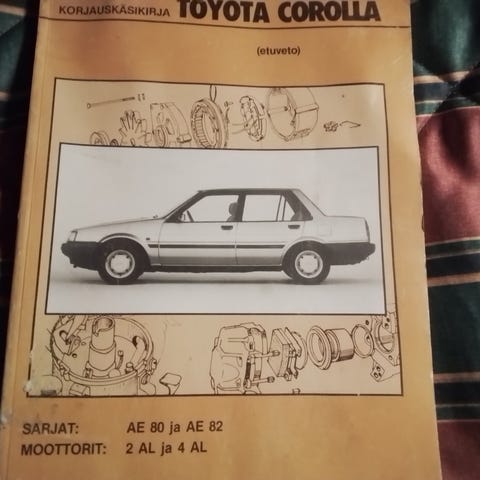 KORJAUSKÄSIKIRJA TOYOTA COROLLA
(etuveto)
SARJAT: AE 80 ja AE 82
MOOTTORIT: 2 AL ja 4 AL